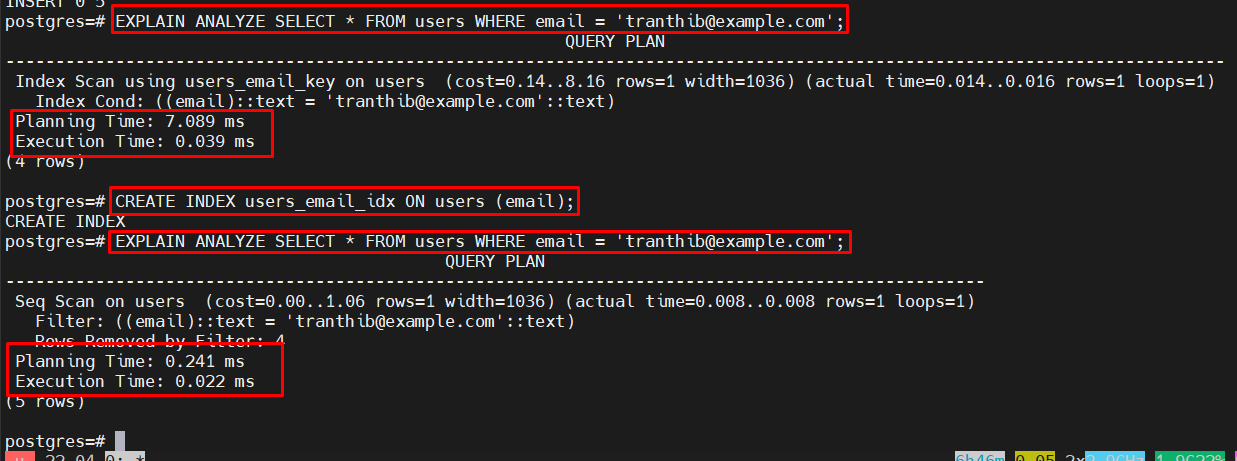 INSERT 0 5
postgres=# EXPLAIN ANALYZE SELECT * FROM users WHERE email = 'tranthib@example.com';
QUERY PLAN
-----------------------------------------------------------------------------------------------------------------------
Index Scan using users_email_key on users  (cost=0.14..8.16 rows=1 width=1036) (actual time=0.014..0.016 rows=1 loops=1)
Index Cond: ((email)::text = 'tranthib@example.com'::text)
Planning Time: 7.089 ms
Execution Time: 0.039 ms
(4 rows)
postgres=# CREATE INDEX users_email_idx ON users (email);
CREATE INDEX
postgres=# EXPLAIN ANALYZE SELECT * FROM users WHERE email = 'tranthib@example.com';
QUERY PLAN
-------------------------------------------------------------------------------------------------
Seq Scan on users  (cost=0.00..1.06 rows=1 width=1036) (actual time=0.008..0.008 rows=1 loops=1)
Filter: ((email)::text = 'tranthib@example.com'::text)
Rows Removed by Filter: 4
Planning Time: 0.241 ms
Execution Time: 0.022 ms
(5 rows)
postgres=#
22.04 0: * 6h46m 0.05